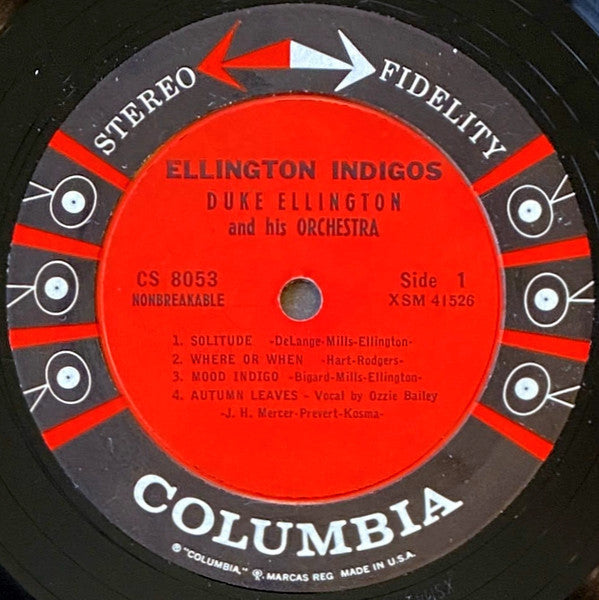 STEREO FIDELITY
ELLINGTON INDIGOS
DUKE ELLINGTON
and his ORCHESTRA
CS 8053
NONBREAKABLE
Side 1
XSM 41526
1. SOLITUDE -DeLange-Mills-Ellington-
2. WHERE OR WHEN -Hart-Rodgers-
3. MOOD INDIGO -Bigard-Mills-Ellington-
4. AUTUMN LEAVES - Vocal by Ozzie Bailey
-J. H. Mercer-Prevert-Kosma-
COLUMBIA
® "COLUMBIA," MARCAS REG MADE IN U.S.A.